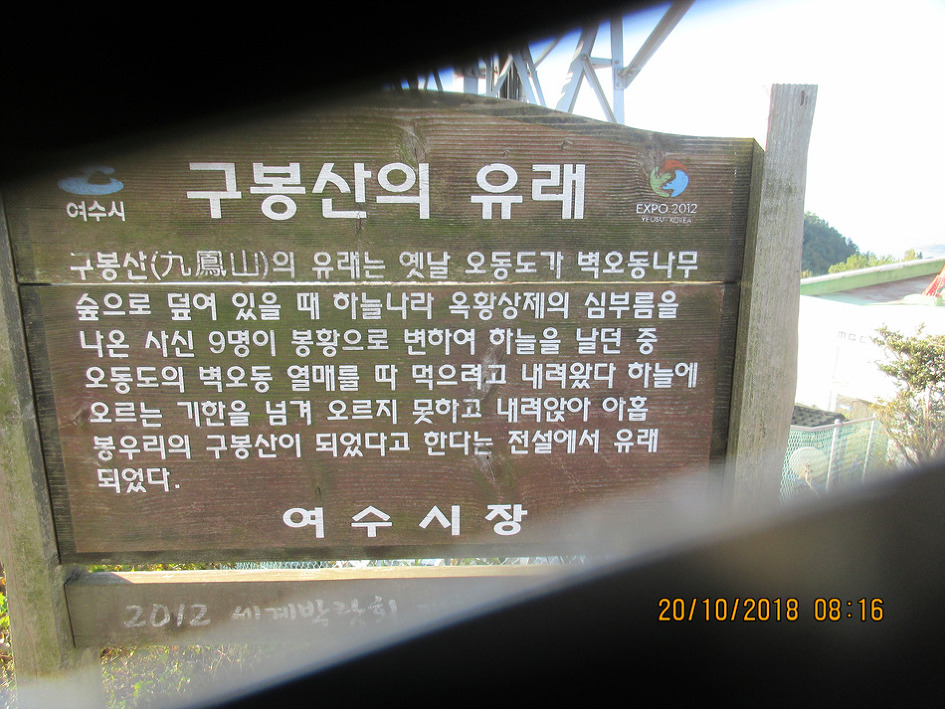 여수시
구봉산의 유래
EXPO 2012
YEOSU KOREA
구봉산(九鳳山)의 유래는 옛날 오동도가 벽오동나무
숲으로 덮여 있을 때 하늘나라 옥황상제의 심부름을
나온 사신 9명이 봉황으로 변하여 하늘을 날던 중
오동도의 벽오동 열매를 따 먹으려고 내려왔다 하늘에
오르는 기한을 넘겨 오르지 못하고 내려앉아 아홉
봉우리의 구봉산이 되었다고 한다는 전설에서 유래
되었다.
여수시장
2012 세계박람회
20/10/2018 08:16